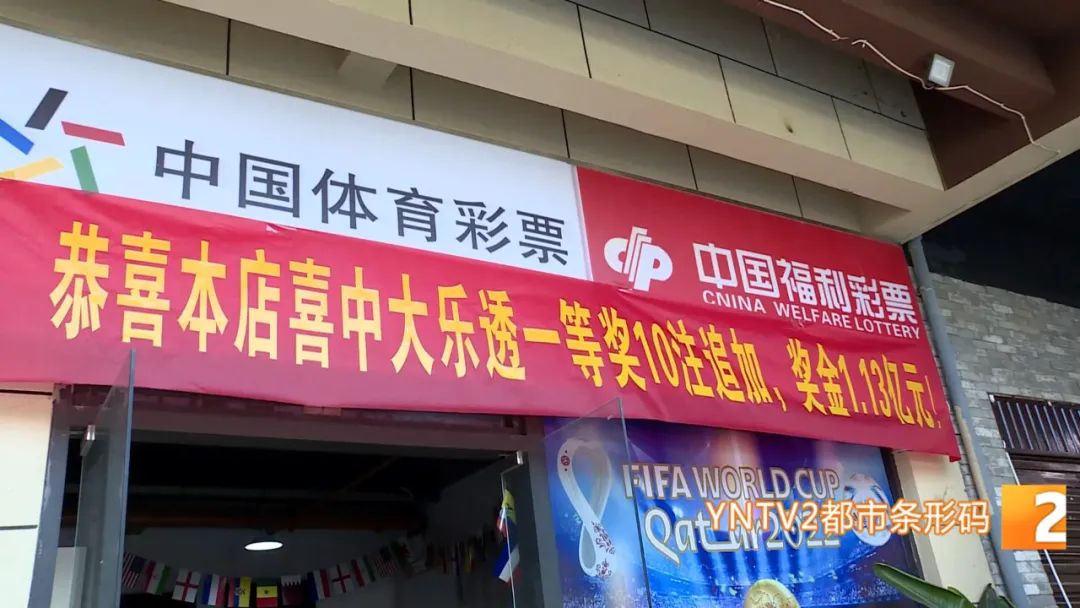 中国体育彩票
中国福利彩票
CNINA WELFARE LOTTERY
恭喜本店喜中大乐透一等奖10注追加，奖金1.13亿元！
FIFA WORLD CUP
Qatar2022
YNTV2都市条形码
2